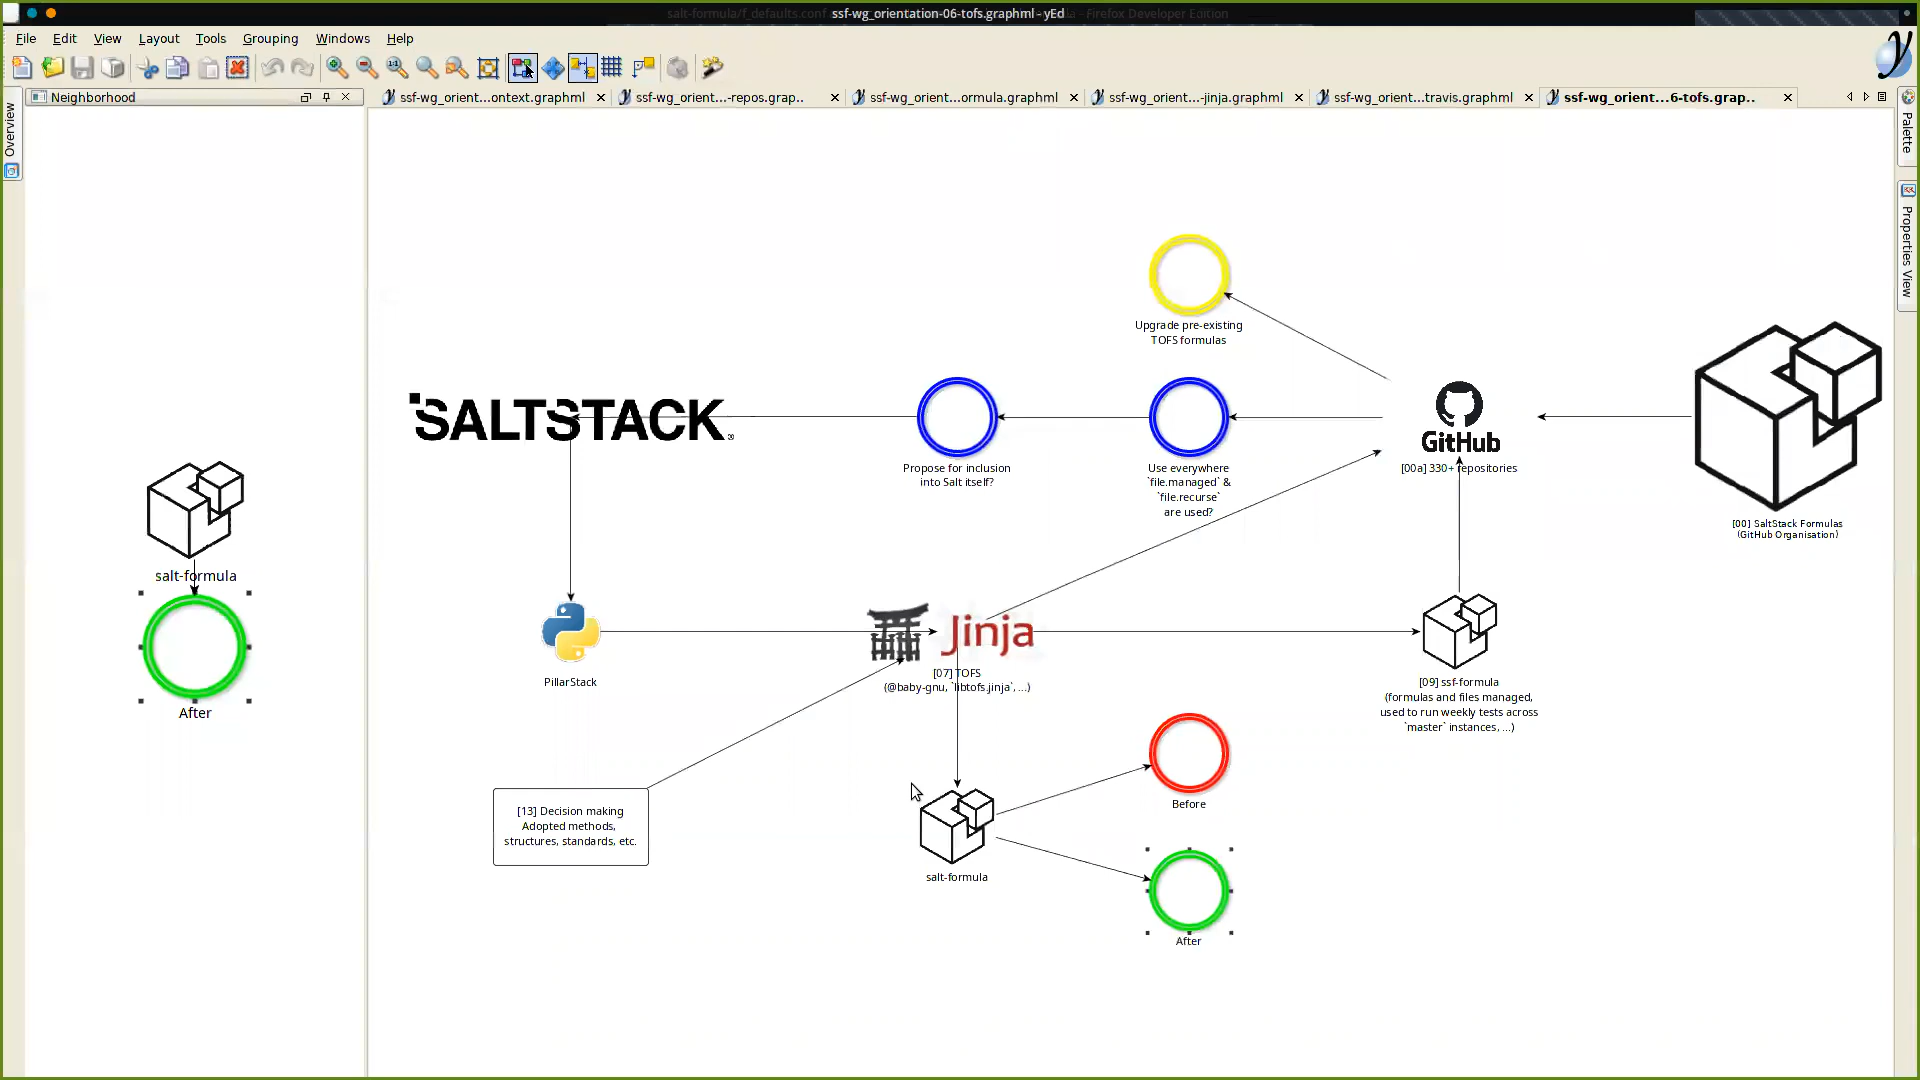 ssf-wg_orientation-06-tofs.graphml - yEd
File Edit View Layout Tools Grouping Windows Help
Neighborhood
ssf-wg_orient...ontext.graphml
ssf-wg_orient...-repos.grap..
ssf-wg_orient...ormula.graphml
ssf-wg_orient...-jinja.graphml
ssf-wg_orient...travis.graphml
ssf-wg_orient...6-tofs.grap..
Overview
Palette
Properties View
salt-formula
After
Upgrade pre-existing
TOFS formulas
SALTSTACK
Propose for inclusion
into Salt itself?
Use everywhere
`file.managed` &
`file.recurse`
are used?
GitHub
[00a] 330+ repositories
[00] SaltStack Formulas
(GitHub Organisation)
PillarStack
Jinja
[07] TOFS
(@baby-gnu, `libtofs.jinja`, ...)
[09] ssf-formula
(formulas and files managed,
used to run weekly tests across
`master` instances, ...)
[13] Decision making
Adopted methods,
structures, standards, etc.
salt-formula
Before
After